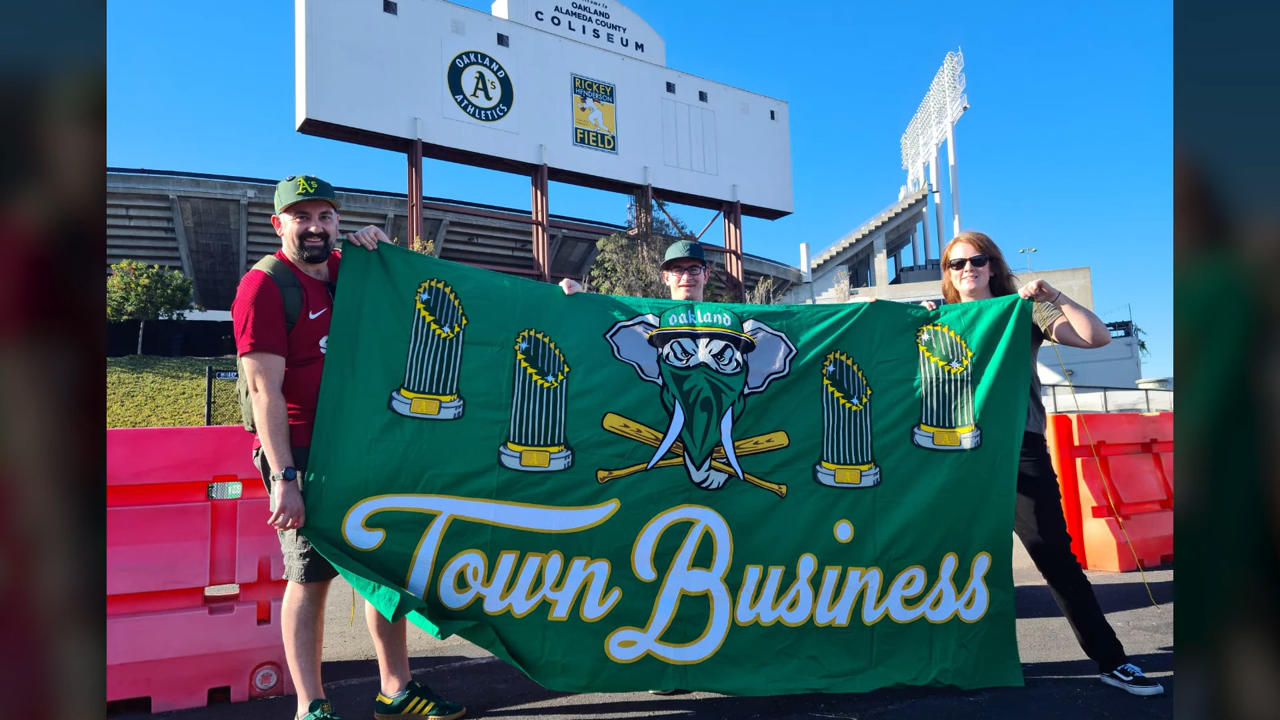 OAKLAND
ALAMEDA COUNTY
COLISEUM
OAKLAND
A's
ATHLETICS
RICKEY
HENDERSON
FIELD
A's
oakland
A
A
A
A
Town Business